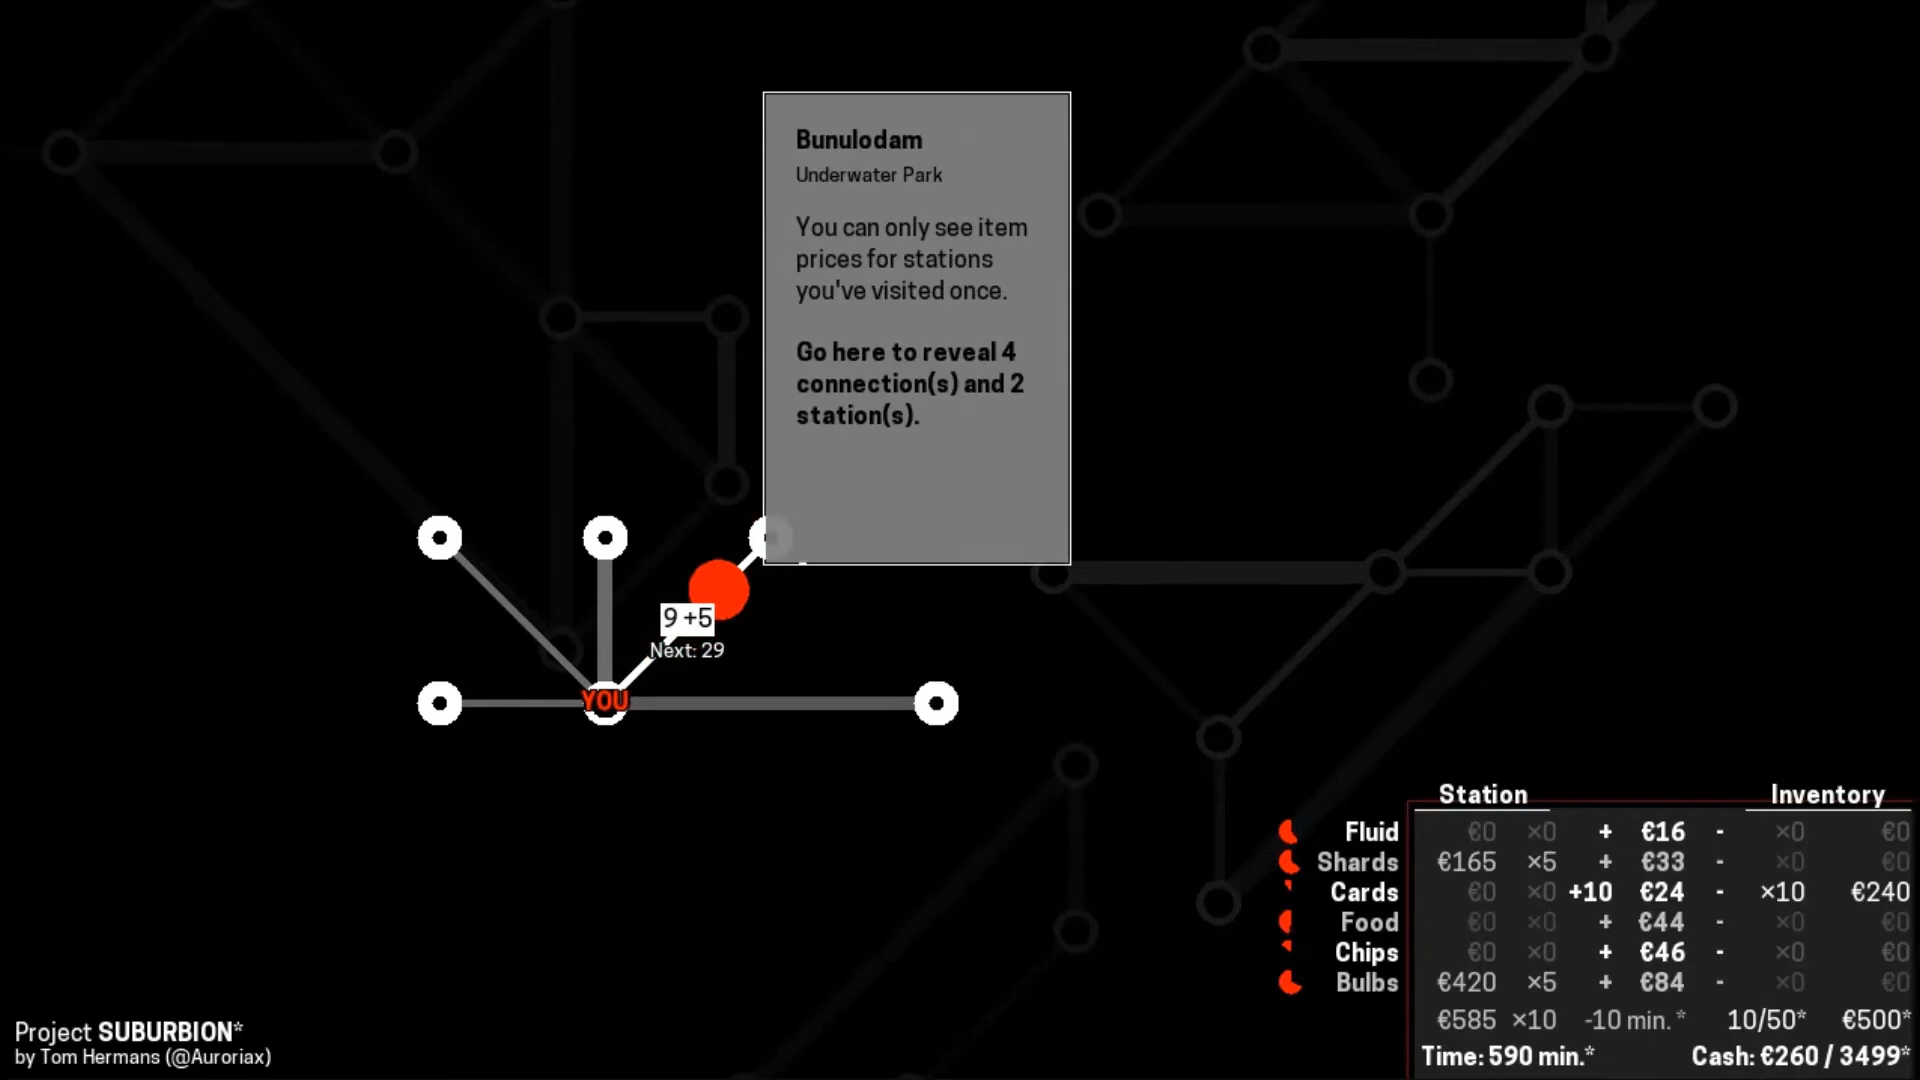 Bunulodam
Underwater Park
You can only see item
prices for stations
you've visited once.
Go here to reveal 4
connection(s) and 2
station(s).
9 +5
Next: 29
YOU
Station Inventory
Fluid €0 ×0 + €16 - ×0 €0
Shards €165 ×5 + €33 - ×0 €0
Cards €0 ×0 +10 €24 - ×10 €240
Food €0 ×0 + €44 - ×0 €0
Chips €0 ×0 + €46 - ×0 €0
Bulbs €420 ×5 + €84 - ×0 €0
€585 ×10 -10 min.* 10/50* €500*
Time: 590 min.* Cash: €260 / 3499*
Project SUBURBION*
by Tom Hermans (@Auroriax)